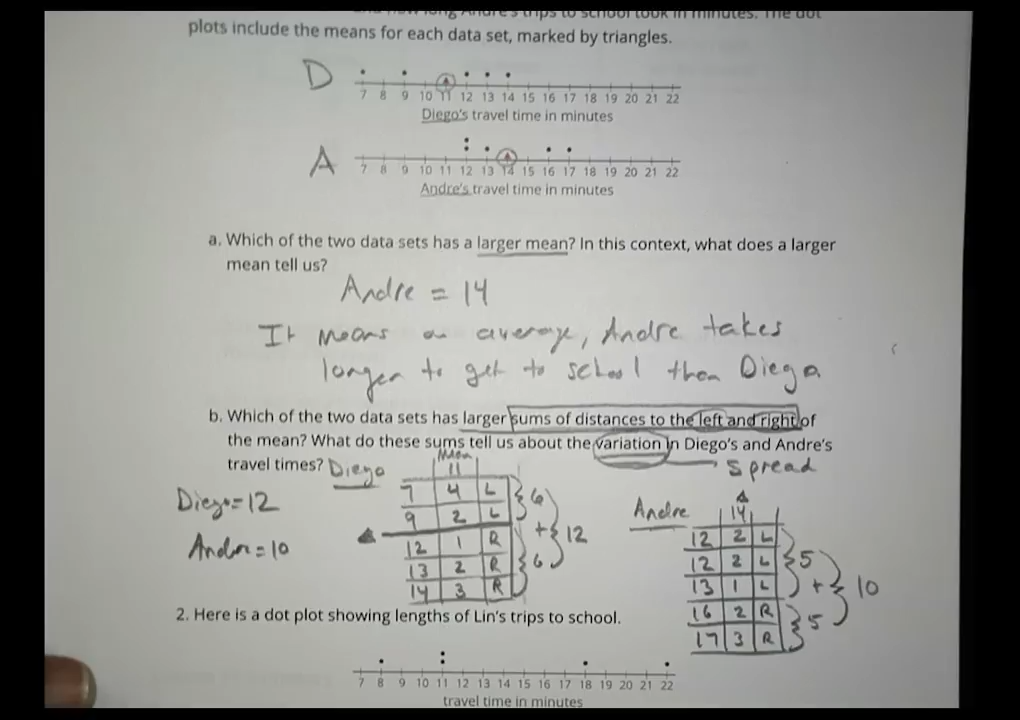 Andre's trips to school took in minutes. The dot
plots include the means for each data set, marked by triangles.
D
7 8 9 10 11 12 13 14 15 16 17 18 19 20 21 22
Diego's travel time in minutes
A
7 8 9 10 11 12 13 14 15 16 17 18 19 20 21 22
Andre's travel time in minutes
a. Which of the two data sets has a larger mean? In this context, what does a larger
mean tell us?
Andre = 14
It means on average, Andre takes
longer to get to school than Diego
b. Which of the two data sets has larger sums of distances to the left and right of
the mean? What do these sums tell us about the variation in Diego's and Andre's
travel times?
spread
Diego
Mean
11
7 4 L
9 2 L
6
12 1 R
13 2 R
14 3 R
6
+
12
Diego=12
Andre=10
Andre
14
12 2 L
12 2 L
13 1 L
5
16 2 R
17 3 R
5
+
10
2. Here is a dot plot showing lengths of Lin's trips to school.
7 8 9 10 11 12 13 14 15 16 17 18 19 20 21 22
travel time in minutes